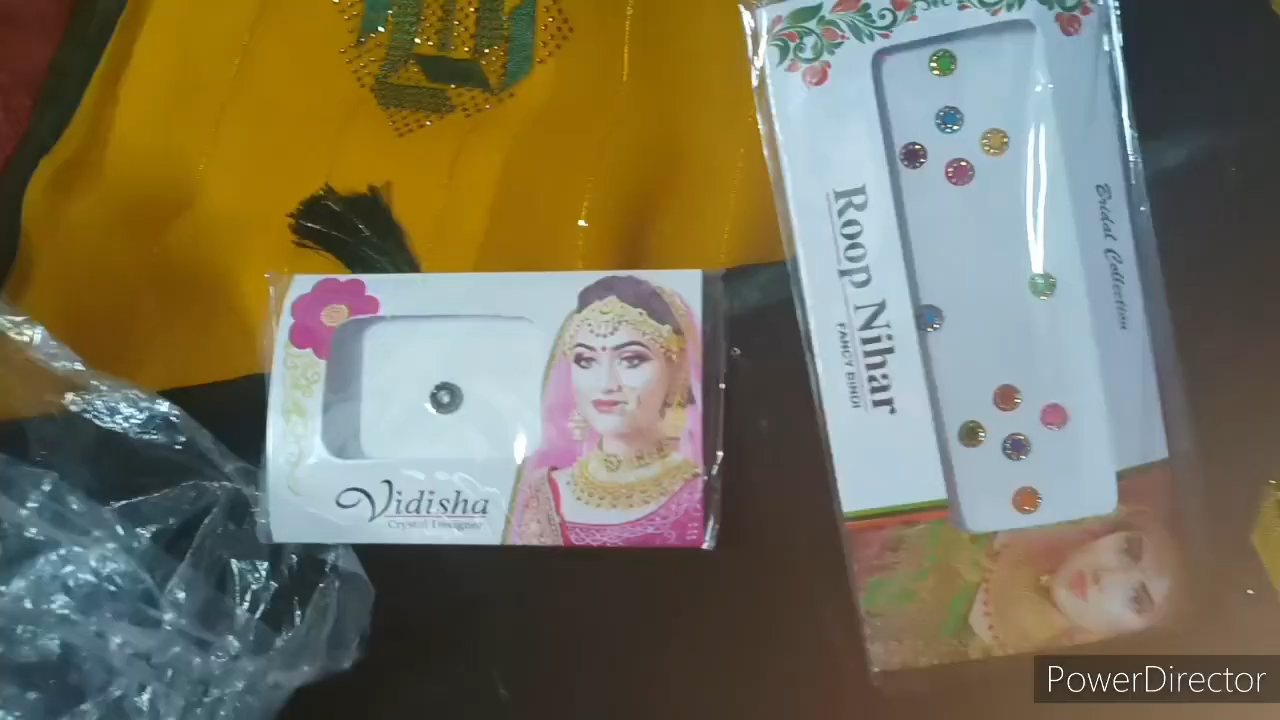 Vidisha
Crystal Designer
Roop Nihar
FANCY BINDI
Bridal Collection
PowerDirector